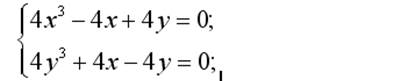 4x³ − 4x + 4y = 0;
4y³ + 4x − 4y = 0;